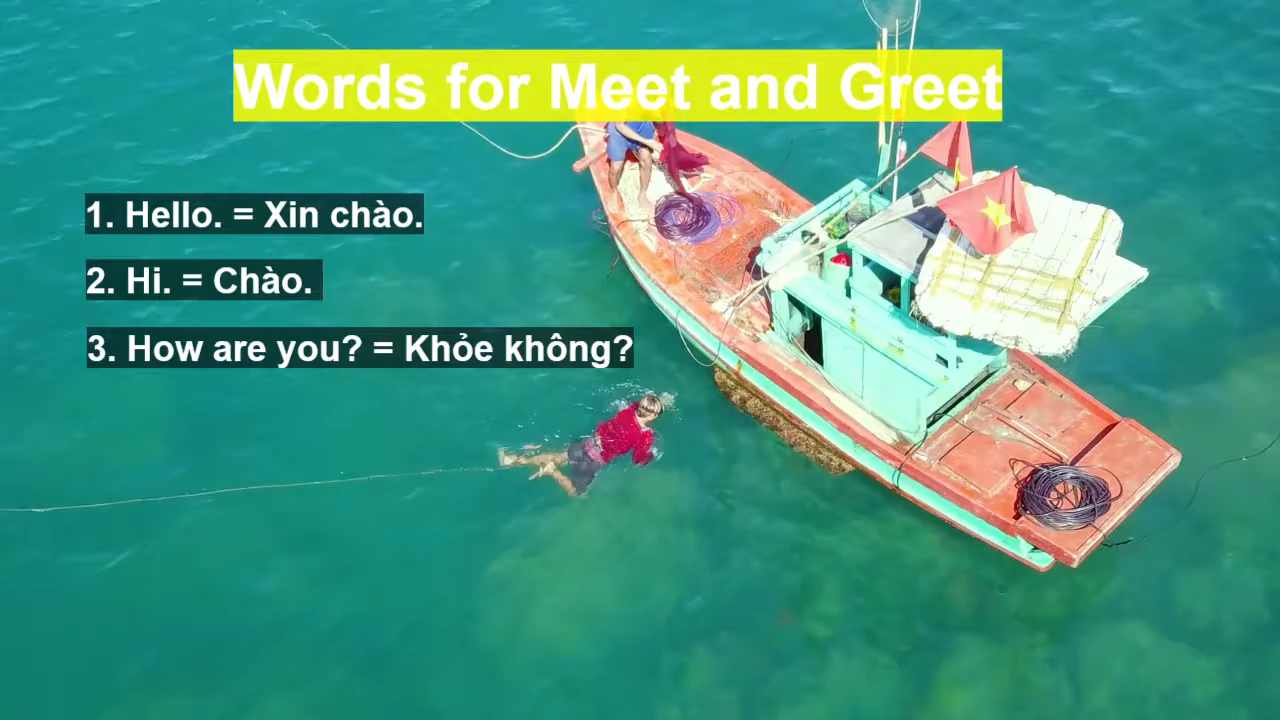 Words for Meet and Greet
1. Hello. = Xin chào.
2. Hi. = Chào.
3. How are you? = Khỏe không?